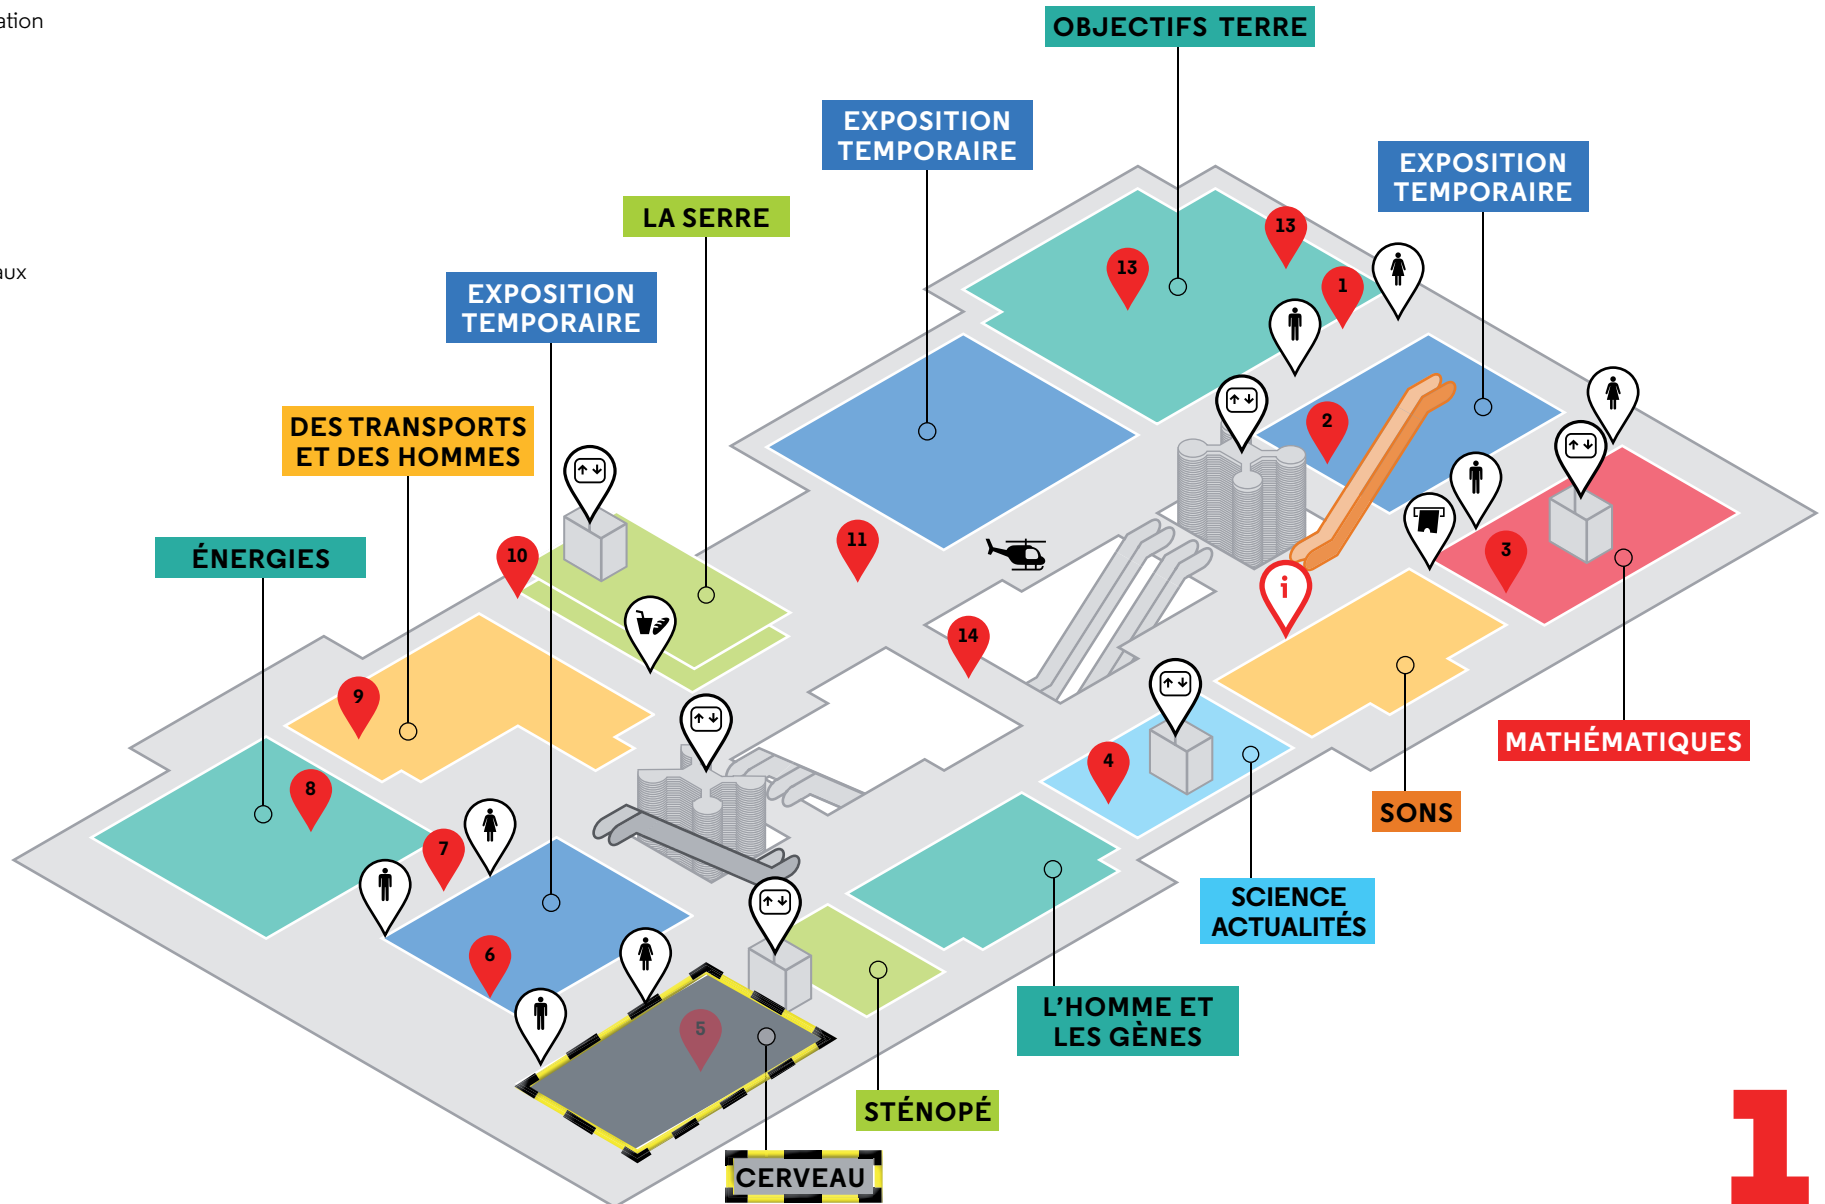 ation
aux
OBJECTIFS TERRE
EXPOSITION
TEMPORAIRE
EXPOSITION
TEMPORAIRE
LA SERRE
EXPOSITION
TEMPORAIRE
DES TRANSPORTS
ET DES HOMMES
ÉNERGIES
13
13
1
2
3
10
11
14
i
9
4
8
7
6
5
MATHÉMATIQUES
SONS
SCIENCE
ACTUALITÉS
L'HOMME ET
LES GÈNES
STÉNOPÉ
CERVEAU
1